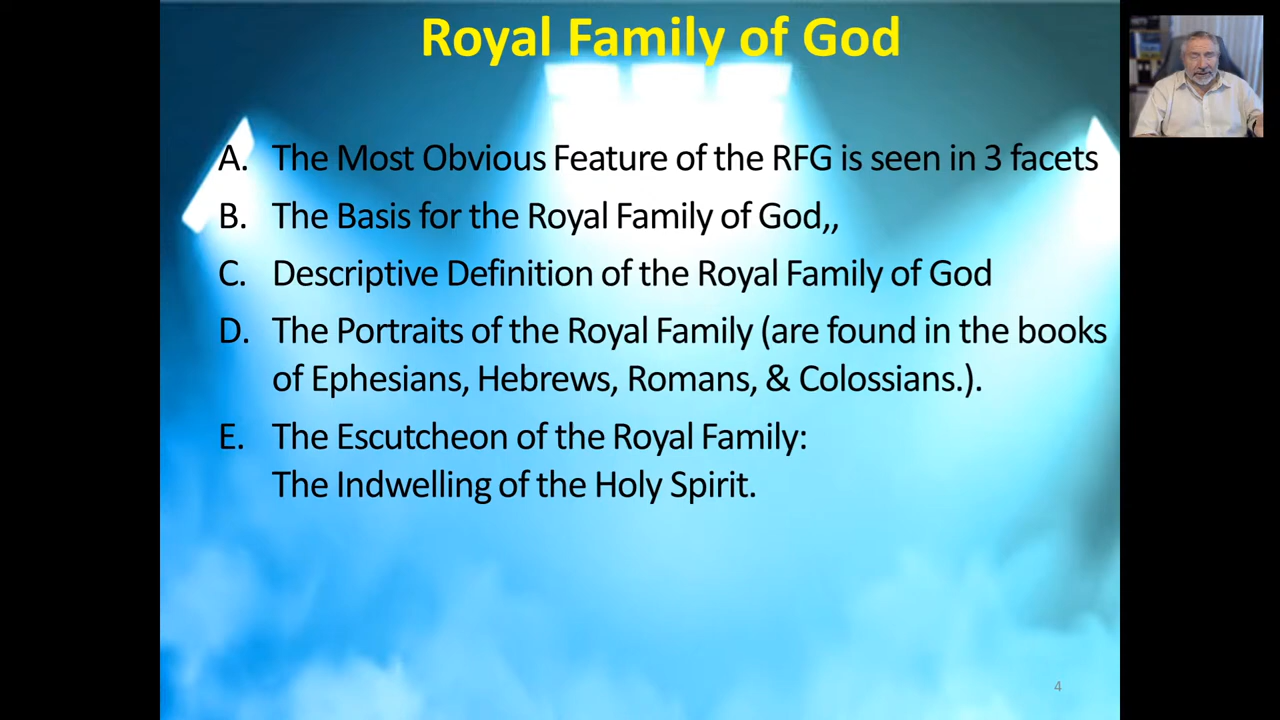 Royal Family of God
A. The Most Obvious Feature of the RFG is seen in 3 facets
B. The Basis for the Royal Family of God,,
C. Descriptive Definition of the Royal Family of God
D. The Portraits of the Royal Family (are found in the books
of Ephesians, Hebrews, Romans, & Colossians.).
E. The Escutcheon of the Royal Family:
The Indwelling of the Holy Spirit.
4